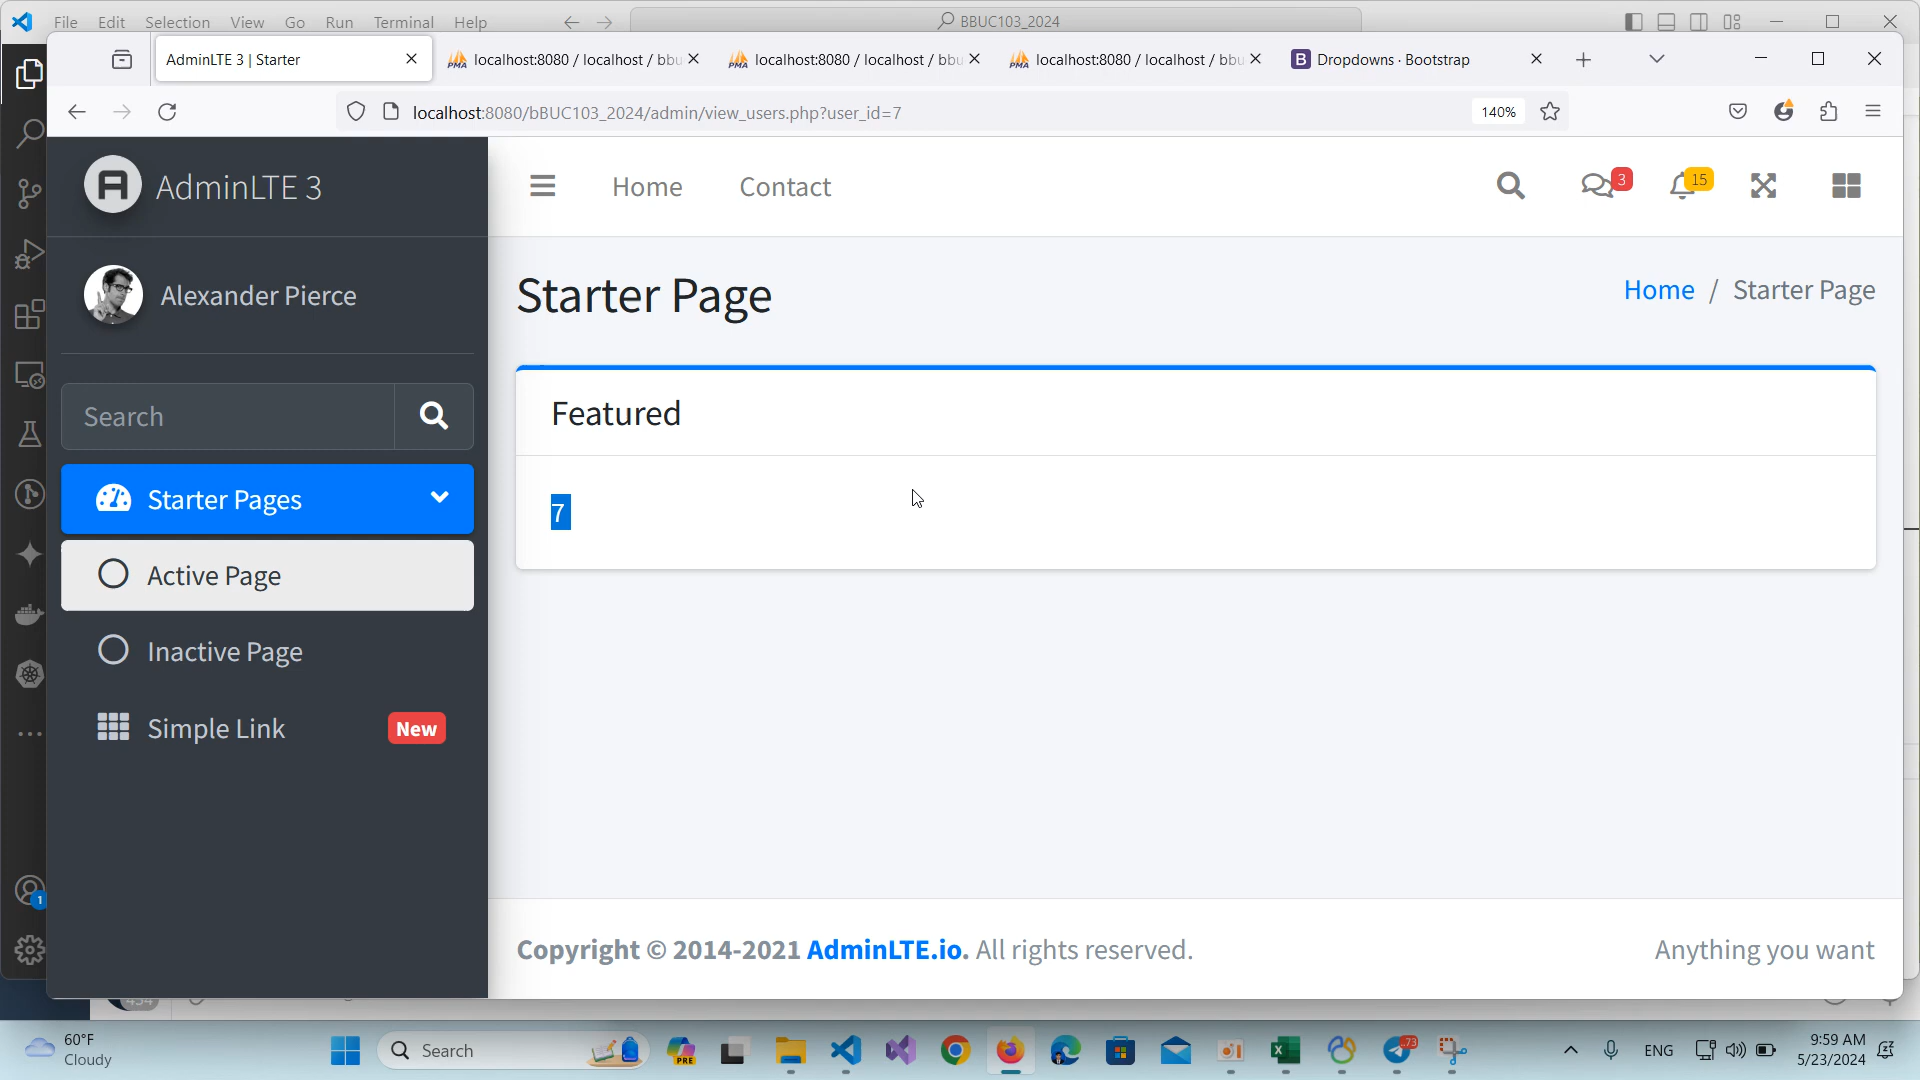 File Edit Selection View Go Run Terminal Help BBUC103_2024
AdminLTE 3 | Starter localhost:8080 / localhost / bbu localhost:8080 / localhost / bbu localhost:8080 / localhost / bbu B Dropdowns · Bootstrap
localhost:8080/bBUC103_2024/admin/view_users.php?user_id=7 140%
AdminLTE 3
Home Contact 3 15
Alexander Pierce
Starter Page
Home / Starter Page
Search
Featured
Starter Pages
7
Active Page
Inactive Page
Simple Link New
1
Copyright © 2014-2021 AdminLTE.io. All rights reserved. Anything you want
60°F
Cloudy
Search
PRE
73
ENG
9:59 AM
5/23/2024